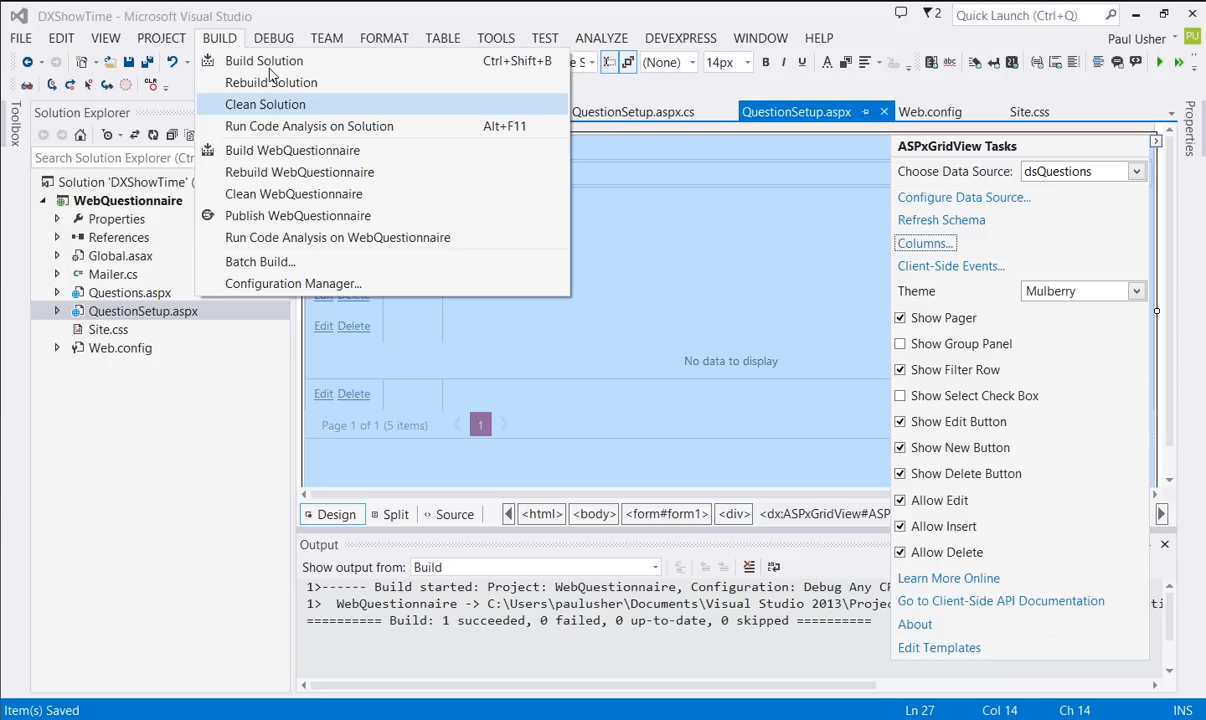 DXShowTime - Microsoft Visual Studio
2
Quick Launch (Ctrl+Q)
FILE EDIT VIEW PROJECT BUILD DEBUG TEAM FORMAT TABLE TOOLS TEST ANALYZE DEVEXPRESS WINDOW HELP
Paul Usher
PU
(None) 14px B I U A abc
CLR
Build Solution Ctrl+Shift+B
Rebuild Solution
Clean Solution
Run Code Analysis on Solution Alt+F11
Build WebQuestionnaire
Rebuild WebQuestionnaire
Clean WebQuestionnaire
Publish WebQuestionnaire
Run Code Analysis on WebQuestionnaire
Batch Build...
Configuration Manager...
Toolbox
Solution Explorer
Search Solution Explorer (Ctrl
Solution 'DXShowTime' (
WebQuestionnaire
Properties
References
Global.asax
Mailer.cs
Questions.aspx
QuestionSetup.aspx
Site.css
Web.config
QuestionSetup.aspx.cs
QuestionSetup.aspx
Web.config
Site.css
Properties
ASPxGridView Tasks
Choose Data Source: dsQuestions
Configure Data Source...
Refresh Schema
Columns...
Client-Side Events...
Theme Mulberry
Show Pager
Show Group Panel
Show Filter Row
Show Select Check Box
Show Edit Button
Show New Button
Show Delete Button
Allow Edit
Allow Insert
Allow Delete
Learn More Online
Go to Client-Side API Documentation
About
Edit Templates
Edit Delete
Edit Delete
No data to display
Edit Delete
Page 1 of 1 (5 items) 1
Design Split Source <html> <body> <form#form1> <div> <dx:ASPxGridView#ASP
Output
Show output from: Build
1>------ Build started: Project: WebQuestionnaire, Configuration: Debug Any CP
1> WebQuestionnaire -> C:\Users\paulusher\Documents\Visual Studio 2013\Projec
========== Build: 1 succeeded, 0 failed, 0 up-to-date, 0 skipped ==========
Item(s) Saved Ln 27 Col 14 Ch 14 INS